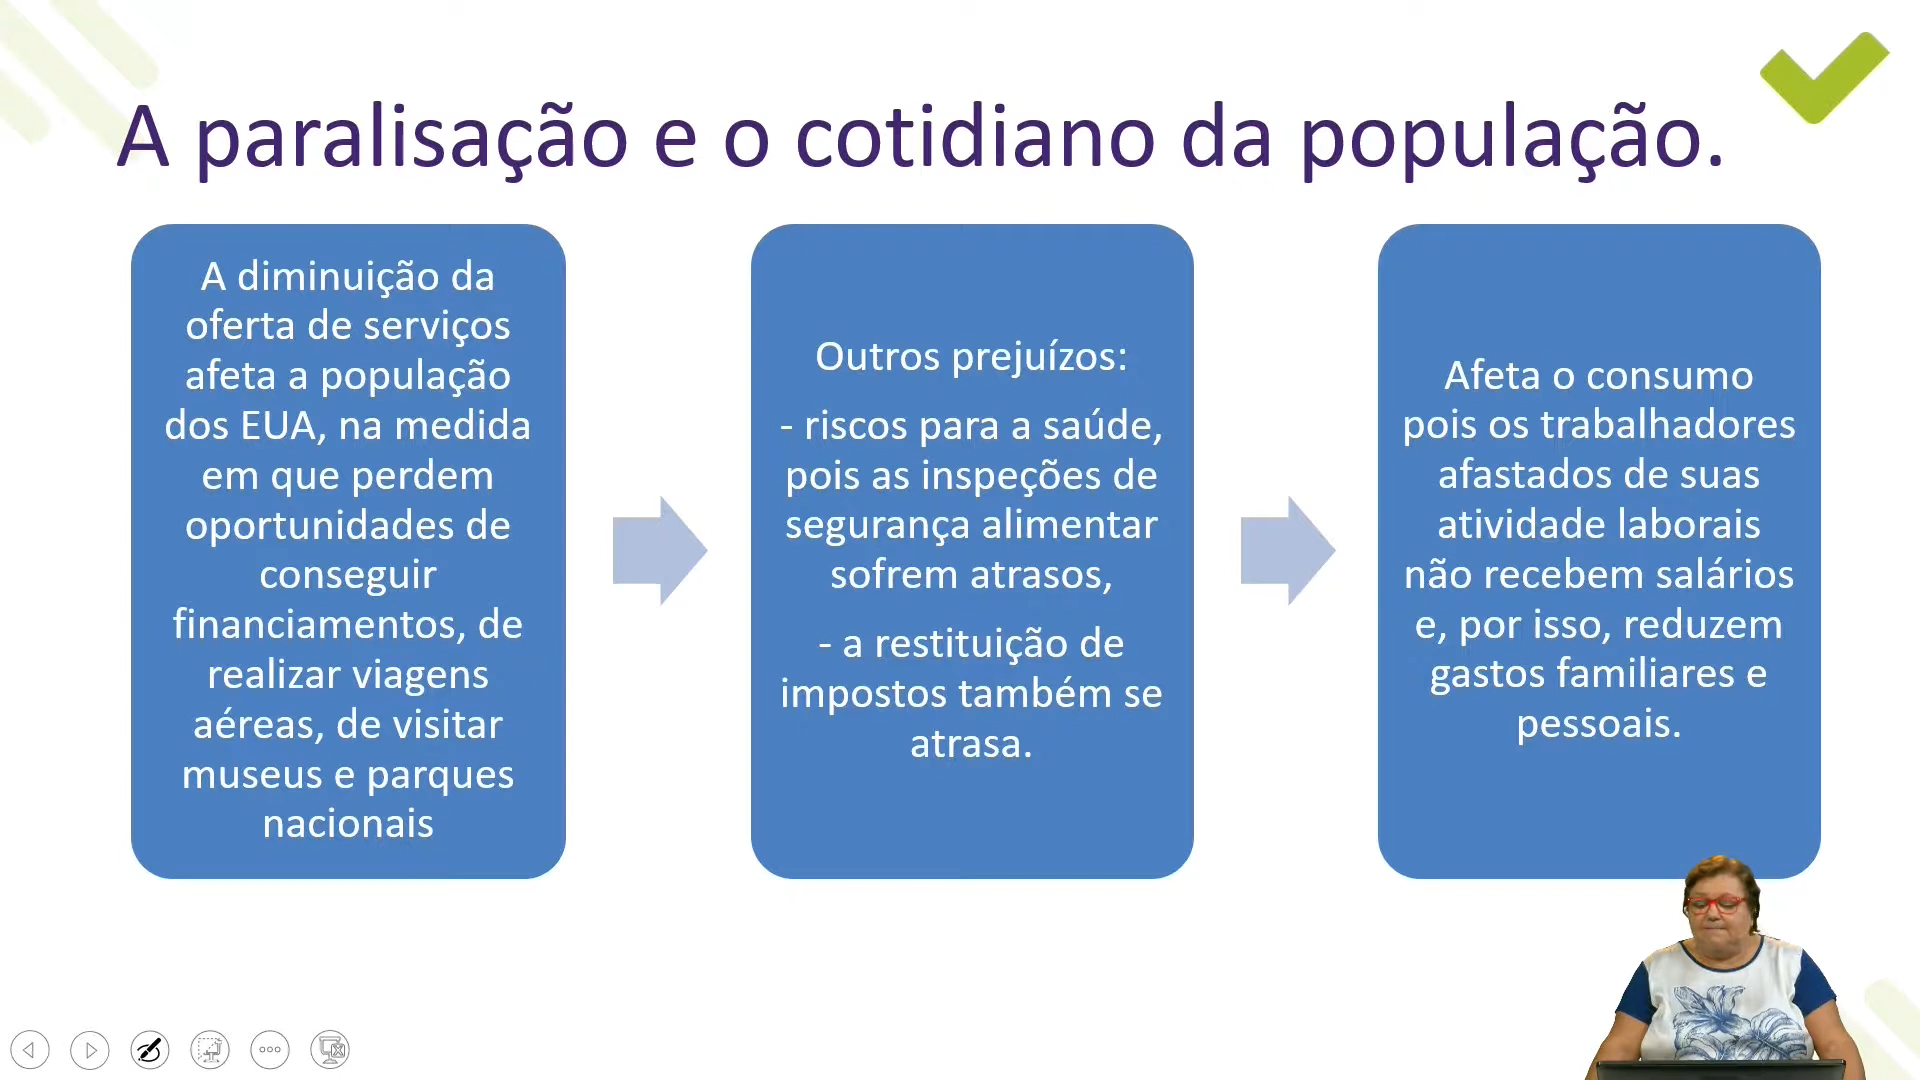 A paralisação e o cotidiano da população.
A diminuição da
oferta de serviços
afeta a população
dos EUA, na medida
em que perdem
oportunidades de
conseguir
financiamentos, de
realizar viagens
aéreas, de visitar
museus e parques
nacionais
Outros prejuízos:
- riscos para a saúde,
pois as inspeções de
segurança alimentar
sofrem atrasos,
- a restituição de
impostos também se
atrasa.
Afeta o consumo
pois os trabalhadores
afastados de suas
atividade laborais
não recebem salários
e, por isso, reduzem
gastos familiares e
pessoais.